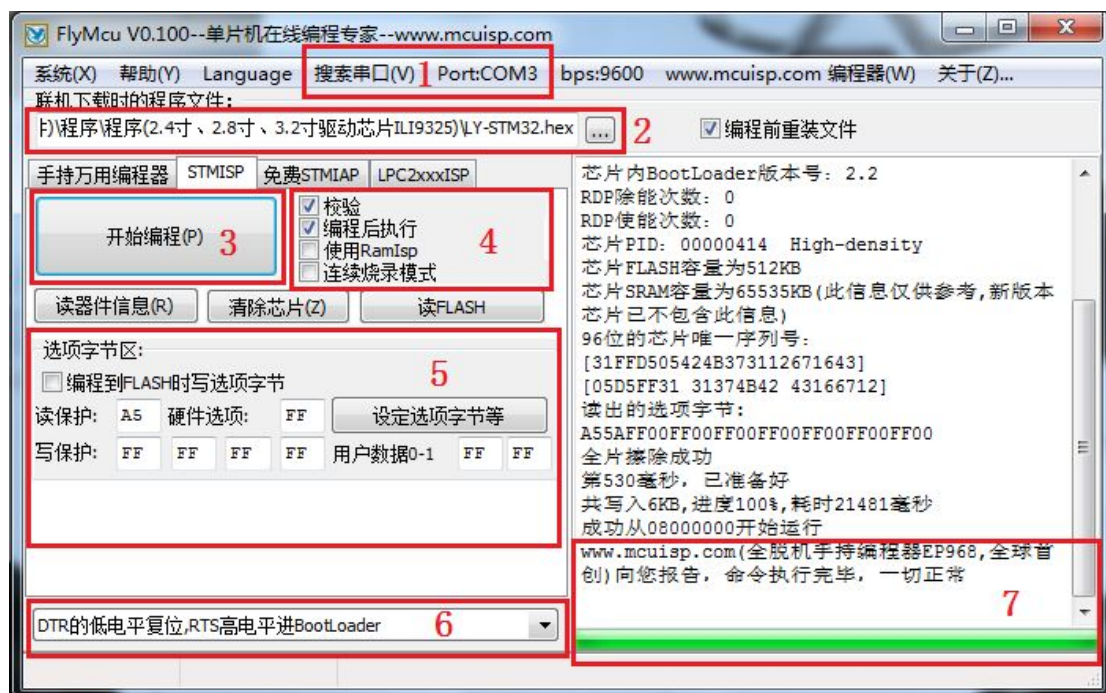 FlyMcu V0.100--单片机在线编程专家--www.mcuisp.com
系统(X) 帮助(Y) Language 搜索串口(V) Port:COM3 bps:9600 www.mcuisp.com 编程器(W) 关于(Z)...
1
联机下载时的程序文件:
\程序\程序(2.4寸、2.8寸、3.2寸驱动芯片ILI9325)\LY-STM32.hex ... 2 编程前重装文件
手持万用编程器 STMISP 免费STMIAP LPC2xxxISP
开始编程(P) 3
校验
编程后执行
使用RamIsp
连续烧录模式
4
读器件信息(R) 清除芯片(Z) 读FLASH
选项字节区:
编程到FLASH时写选项字节
5
读保护: A5 硬件选项: FF 设定选项字节等
写保护: FF FF FF FF 用户数据0-1 FF FF
DTR的低电平复位,RTS高电平进BootLoader 6
芯片内BootLoader版本号: 2.2
RDP除能次数: 0
RDP使能次数: 0
芯片PID: 00000414 High-density
芯片FLASH容量为512KB
芯片SRAM容量为65535KB(此信息仅供参考,新版本
芯片已不包含此信息)
96位的芯片唯一序列号:
[31FFD505424B373112671643]
[05D5FF31 31374B42 43166712]
读出的选项字节:
A55AFF00FF00FF00FF00FF00FF00FF00
全片擦除成功
第530毫秒, 已准备好
共写入6KB,进度100%,耗时21481毫秒
成功从08000000开始运行
www.mcuisp.com(全脱机手持编程器EP968,全球首
创)向您报告, 命令执行完毕, 一切正常
7